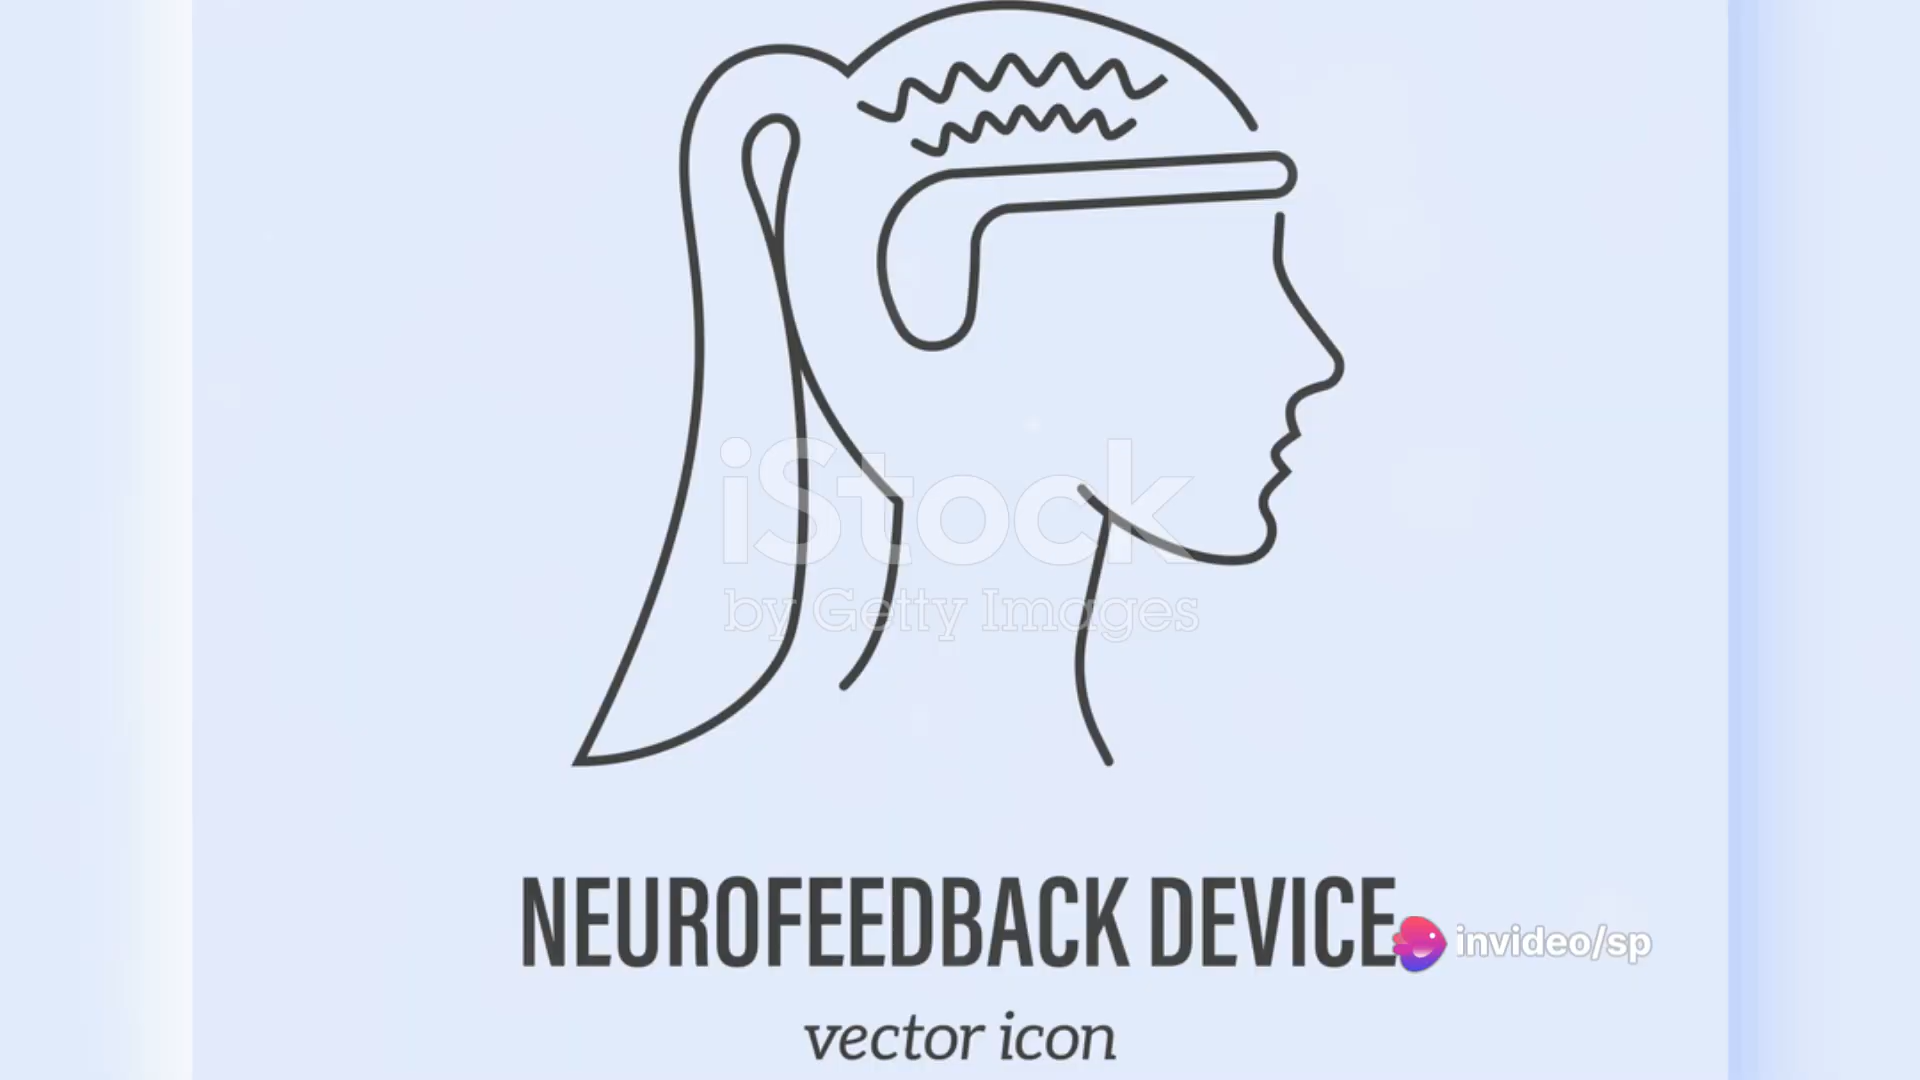 iStock
by Getty Images
NEUROFEEDBACK DEVICE
invideo/sp
vector icon